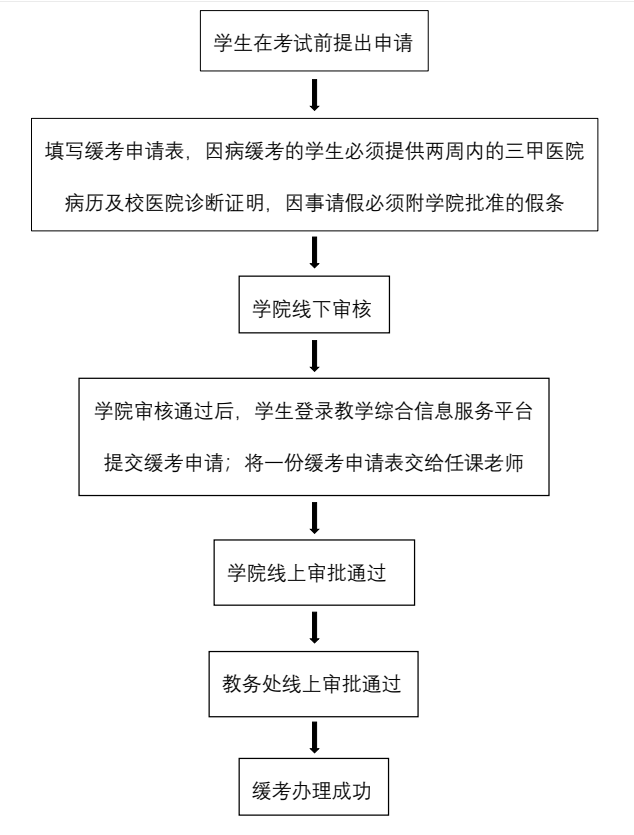 学生在考试前提出申请
填写缓考申请表，因病缓考的学生必须提供两周内的三甲医院
病历及校医院诊断证明，因事请假必须附学院批准的假条
学院线下审核
学院审核通过后，学生登录教学综合信息服务平台
提交缓考申请；将一份缓考申请表交给任课老师
学院线上审批通过
教务处线上审批通过
缓考办理成功